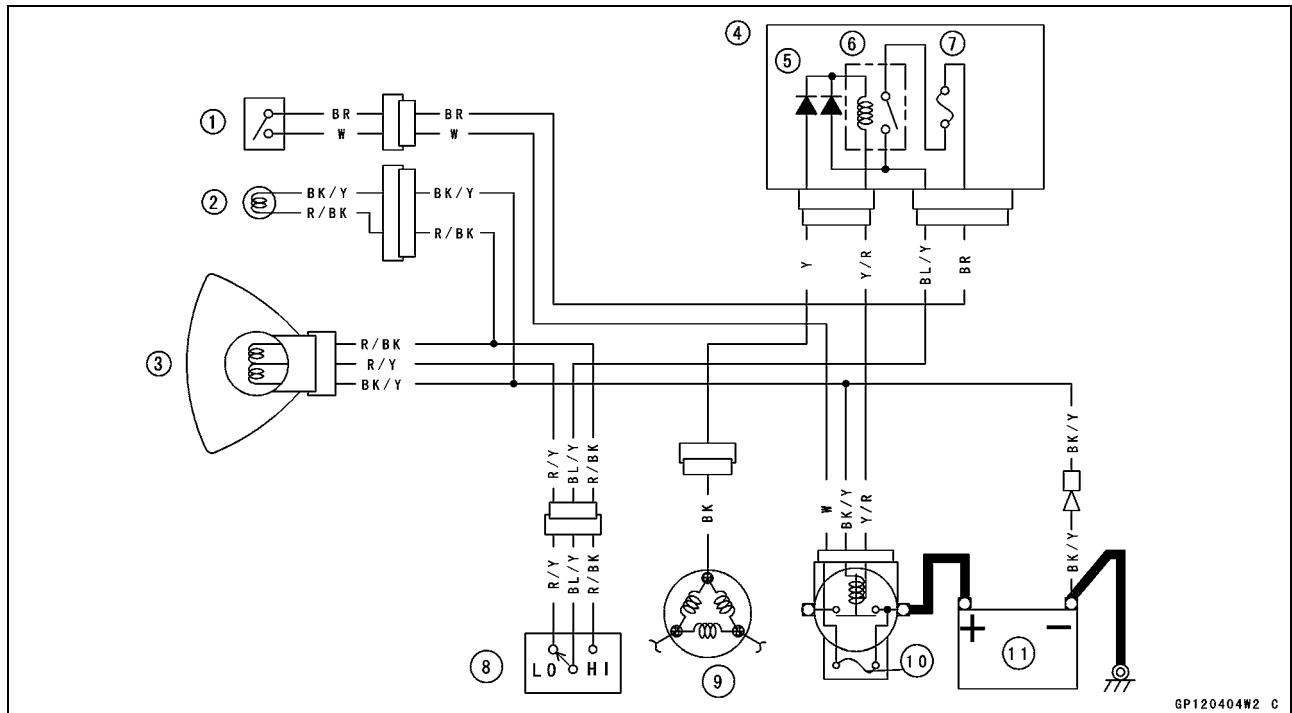 4
6
7
5
1
BR
BR
W
W
2
BK/Y
BK/Y
R/BK
R/BK
Y
Y/R
BL/Y
BR
3
R/BK
R/Y
BK/Y
R/Y
BL/Y
R/BK
BK
W
BK/Y
Y/R
BK/Y
R/Y
BL/Y
R/BK
BK/Y
8
LO
HI
9
10
+
−
11
GP120404W2 C